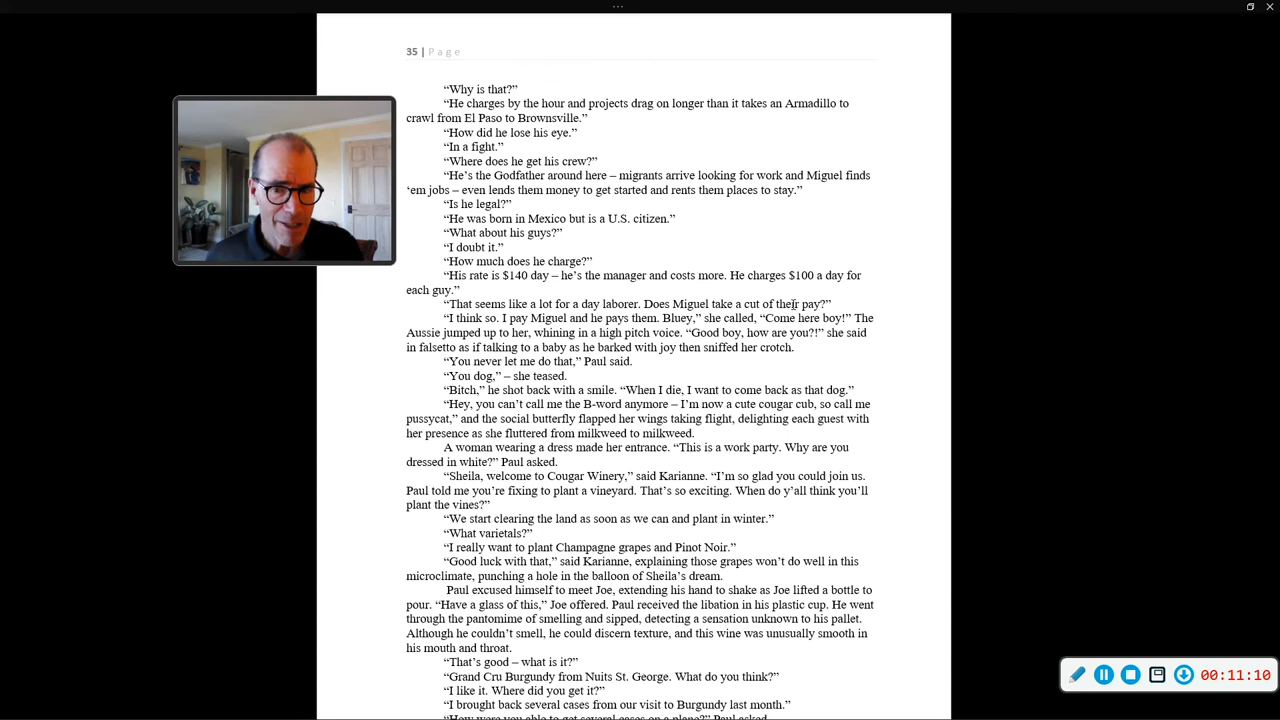 35 | Page
“Why is that?”
“He charges by the hour and projects drag on longer than it takes an Armadillo to
crawl from El Paso to Brownsville.”
“How did he lose his eye.”
“In a fight.”
“Where does he get his crew?”
“He’s the Godfather around here – migrants arrive looking for work and Miguel finds
‘em jobs – even lends them money to get started and rents them places to stay.”
“Is he legal?”
“He was born in Mexico but is a U.S. citizen.”
“What about his guys?”
“I doubt it.”
“How much does he charge?”
“His rate is $140 day – he’s the manager and costs more. He charges $100 a day for
each guy.”
“That seems like a lot for a day laborer. Does Miguel take a cut of their pay?”
“I think so. I pay Miguel and he pays them. Bluey,” she called, “Come here boy!” The
Aussie jumped up to her, whining in a high pitch voice. “Good boy, how are you?!” she said
in falsetto as if talking to a baby as he barked with joy then sniffed her crotch.
“You never let me do that,” Paul said.
“You dog,” – she teased.
“Bitch,” he shot back with a smile. “When I die, I want to come back as that dog.”
“Hey, you can’t call me the B-word anymore – I’m now a cute cougar cub, so call me
pussycat,” and the social butterfly flapped her wings taking flight, delighting each guest with
her presence as she fluttered from milkweed to milkweed.
A woman wearing a dress made her entrance. “This is a work party. Why are you
dressed in white?” Paul asked.
“Sheila, welcome to Cougar Winery,” said Karianne. “I’m so glad you could join us.
Paul told me you’re fixing to plant a vineyard. That’s so exciting. When do y’all think you’ll
plant the vines?”
“We start clearing the land as soon as we can and plant in winter.”
“What varietals?”
“I really want to plant Champagne grapes and Pinot Noir.”
“Good luck with that,” said Karianne, explaining those grapes won’t do well in this
microclimate, punching a hole in the balloon of Sheila’s dream.
Paul excused himself to meet Joe, extending his hand to shake as Joe lifted a bottle to
pour. “Have a glass of this,” Joe offered. Paul received the libation in his plastic cup. He went
through the pantomime of smelling and sipped, detecting a sensation unknown to his pallet.
Although he couldn’t smell, he could discern texture, and this wine was unusually smooth in
his mouth and throat.
“That’s good – what is it?”
“Grand Cru Burgundy from Nuits St. George. What do you think?”
“I like it. Where did you get it?”
“I brought back several cases from our visit to Burgundy last month.”
“How were you able to get several cases on a plane?” Paul asked.
00:11:10